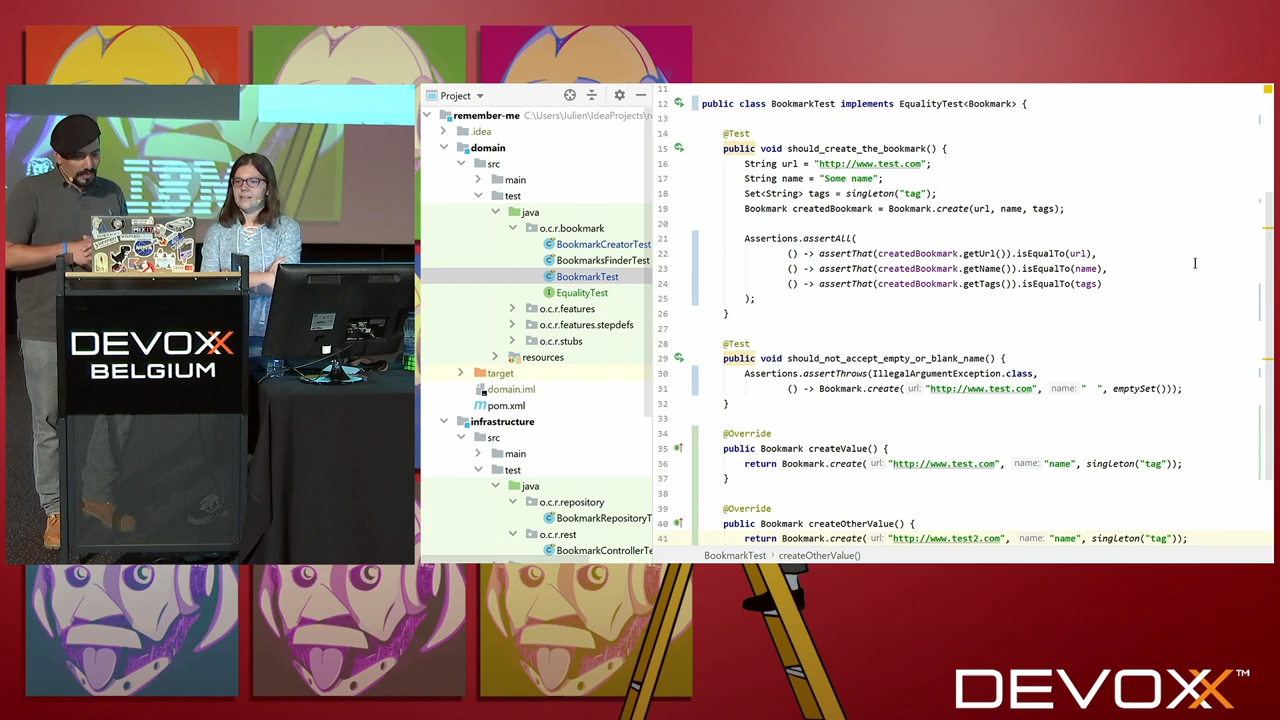 IBM
MIXIT
NASA
DEVOXX
BELGIUM
Project
remember-me C:\Users\Julien\IdeaProjects\re
.idea
domain
src
main
test
java
o.c.r.bookmark
BookmarkCreatorTest
BookmarksFinderTest
BookmarkTest
EqualityTest
o.c.r.features
o.c.r.features.stepdefs
o.c.r.stubs
resources
target
domain.iml
pom.xml
infrastructure
src
main
test
java
o.c.r.repository
BookmarkRepositoryT
o.c.r.rest
BookmarkControllerTe
11
12 public class BookmarkTest implements EqualityTest<Bookmark> {
13
14 @Test
15 public void should_create_the_bookmark() {
16 String url = "http://www.test.com";
17 String name = "Some name";
18 Set<String> tags = singleton("tag");
19 Bookmark createdBookmark = Bookmark.create(url, name, tags);
20
21 Assertions.assertAll(
22 () -> assertThat(createdBookmark.getUrl()).isEqualTo(url),
23 () -> assertThat(createdBookmark.getName()).isEqualTo(name),
24 () -> assertThat(createdBookmark.getTags()).isEqualTo(tags)
25 );
26 }
27
28 @Test
29 public void should_not_accept_empty_or_blank_name() {
30 Assertions.assertThrows(IllegalArgumentException.class,
31 () -> Bookmark.create( url: "http://www.test.com", name: "  ", emptySet()));
32 }
33
34 @Override
35 public Bookmark createValue() {
36 return Bookmark.create( url: "http://www.test.com", name: "name", singleton("tag"));
37 }
38
39 @Override
40 public Bookmark createOtherValue() {
41 return Bookmark.create( url: "http://www.test2.com", name: "name", singleton("tag"));
BookmarkTest › createOtherValue()
DEVOXX™